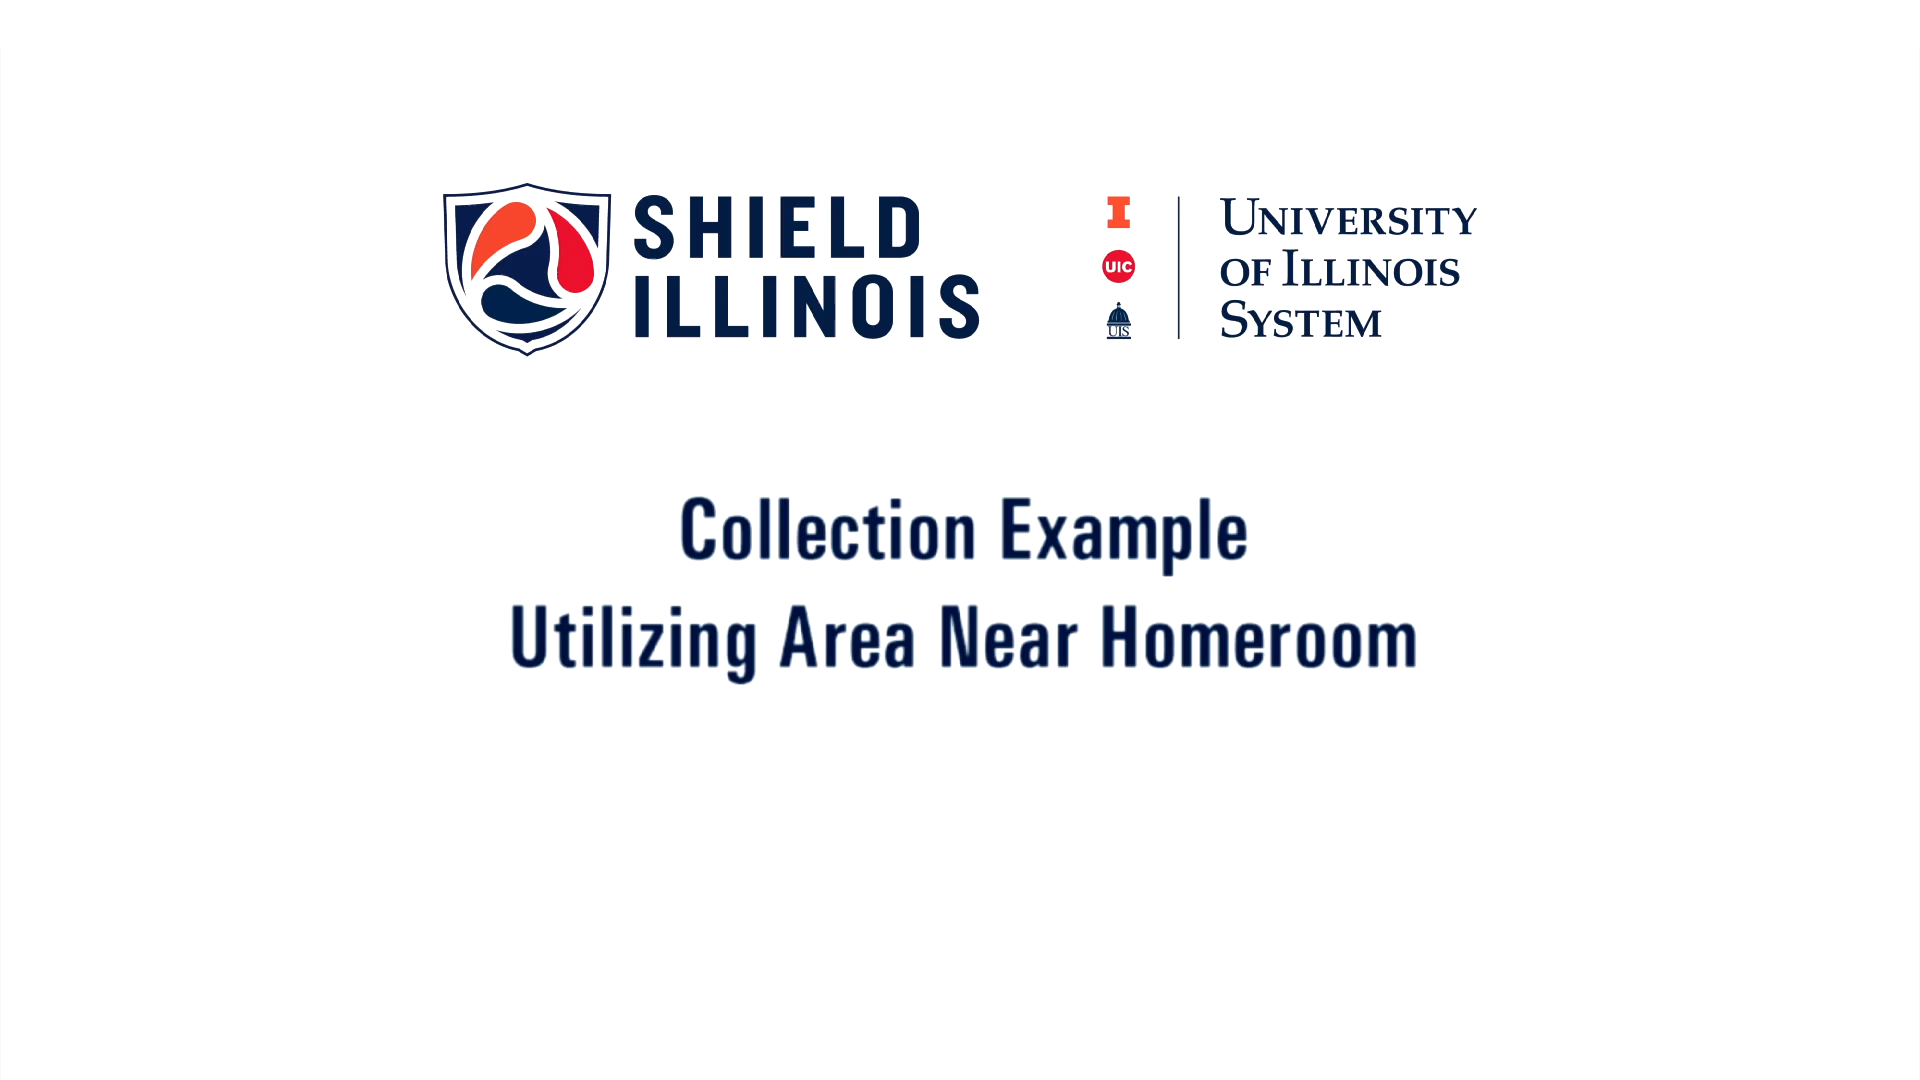 SHIELD
ILLINOIS
I
UIC
UIS
UNIVERSITY
OF ILLINOIS
SYSTEM
Collection Example
Utilizing Area Near Homeroom